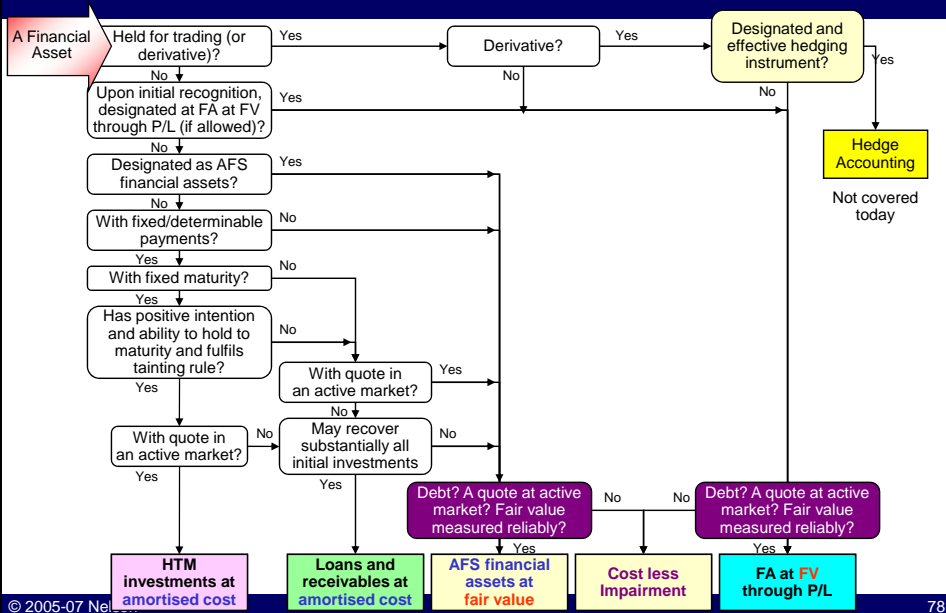 A Financial
Asset
Held for trading (or
derivative)?
Yes
Derivative?
Yes
Designated and
effective hedging
instrument?
Yes
No
No
No
Upon initial recognition,
designated at FA at FV
through P/L (if allowed)?
Yes
Hedge
Accounting
Not covered
today
No
Designated as AFS
financial assets?
Yes
No
With fixed/determinable
payments?
No
Yes
With fixed maturity?
No
Yes
Has positive intention
and ability to hold to
maturity and fulfils
tainting rule?
No
Yes
With quote in
an active market?
Yes
No
With quote in
an active market?
No
May recover
substantially all
initial investments
No
Yes
Yes
Debt? A quote at active
market? Fair value
measured reliably?
No
No
Debt? A quote at active
market? Fair value
measured reliably?
Yes
Yes
HTM
investments at
amortised cost
Loans and
receivables at
amortised cost
AFS financial
assets at
fair value
Cost less
Impairment
FA at FV
through P/L
© 2005-07
78